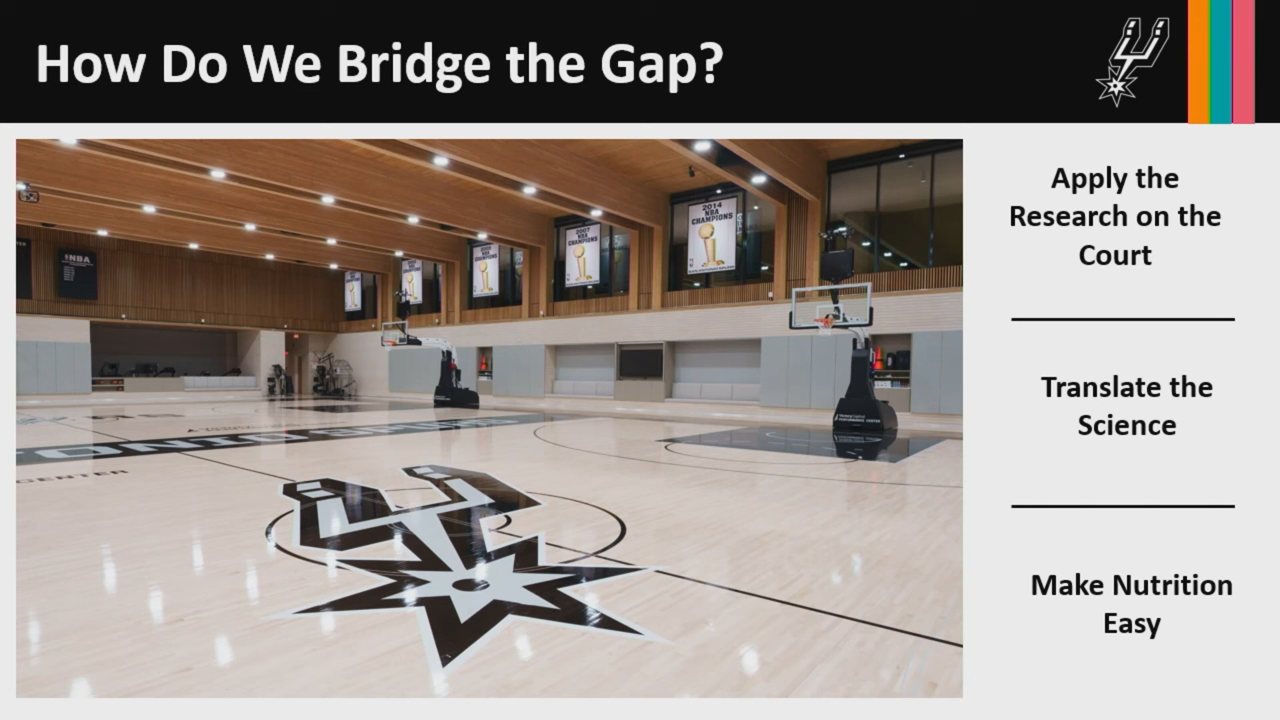 How Do We Bridge the Gap?
Apply the
Research on the
Court
Translate the
Science
Make Nutrition
Easy
2014
NBA
CHAMPIONS
2007
NBA
CHAMPIONS
NBA
CENTER